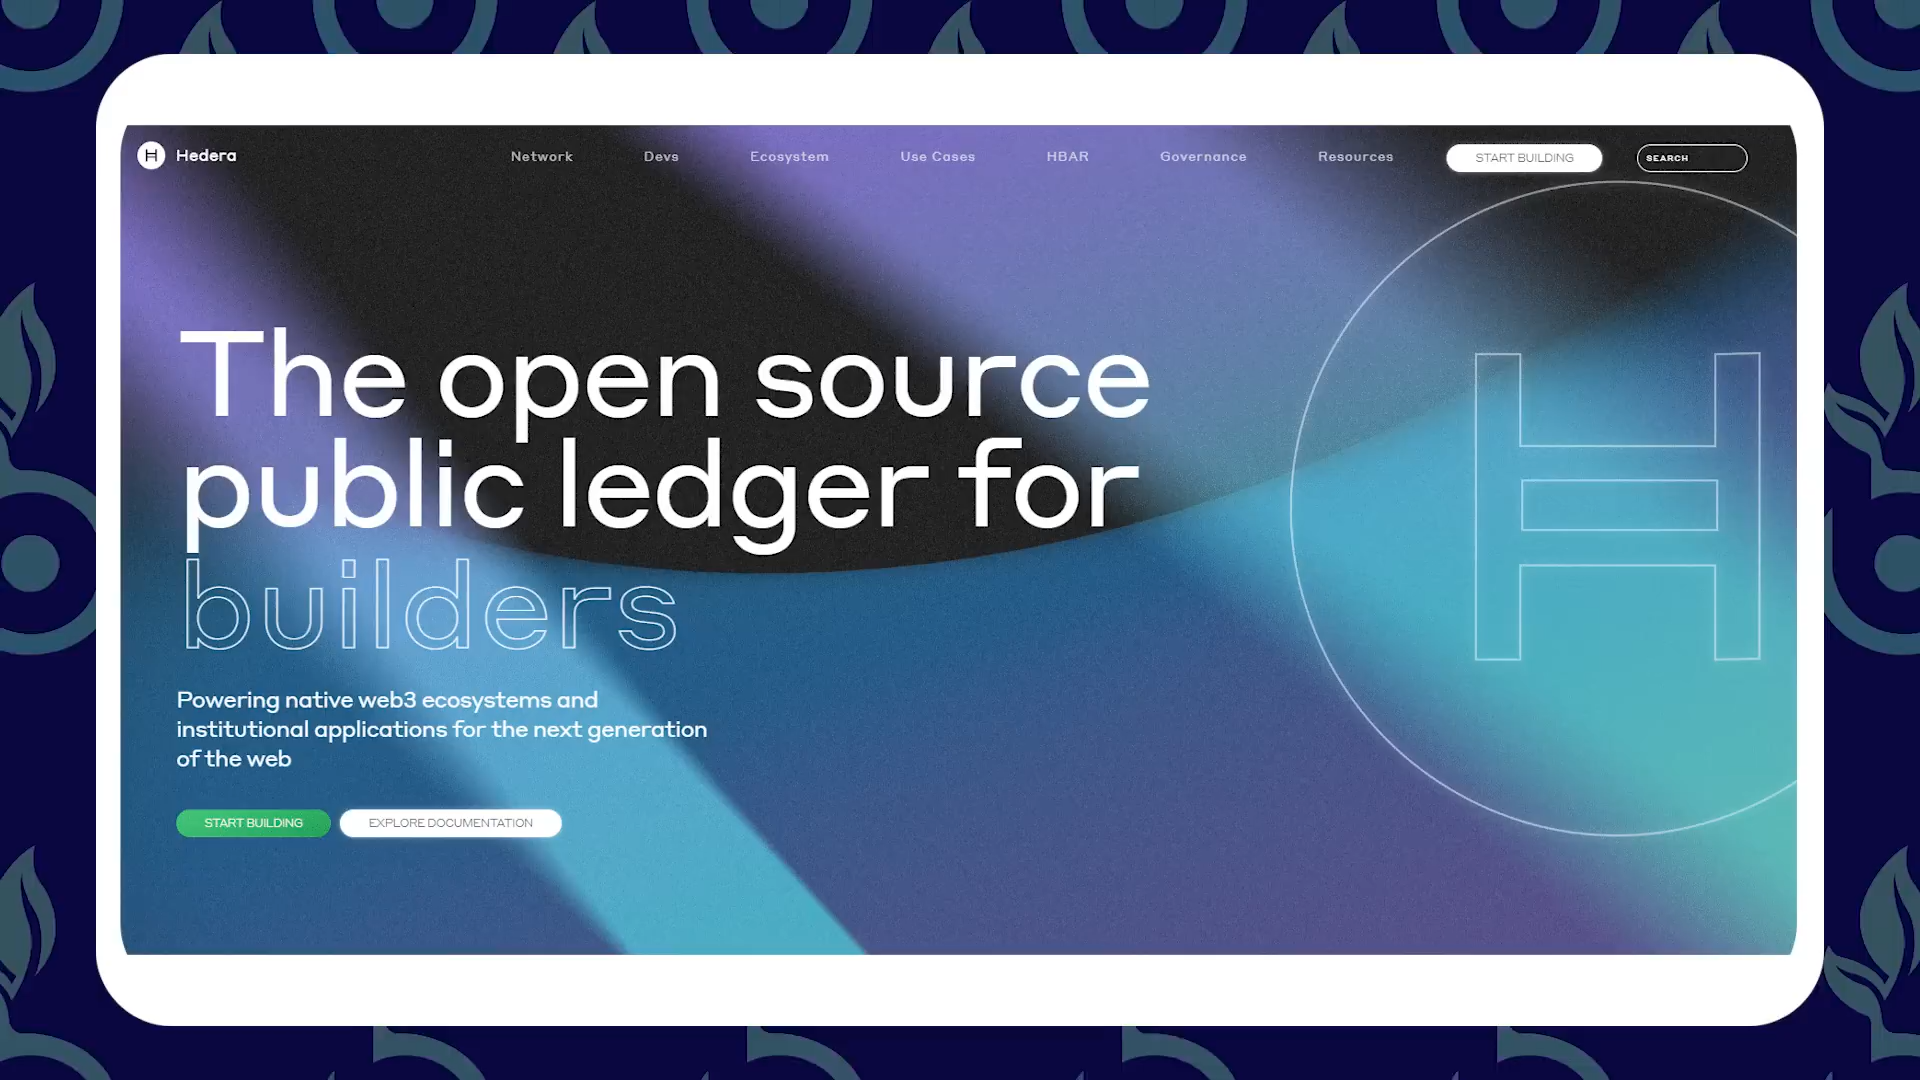 Hedera
Network
Devs
Ecosystem
Use Cases
HBAR
Governance
Resources
START BUILDING
SEARCH
The open source
public ledger for
builders
Powering native web3 ecosystems and
institutional applications for the next generation
of the web
START BUILDING
EXPLORE DOCUMENTATION